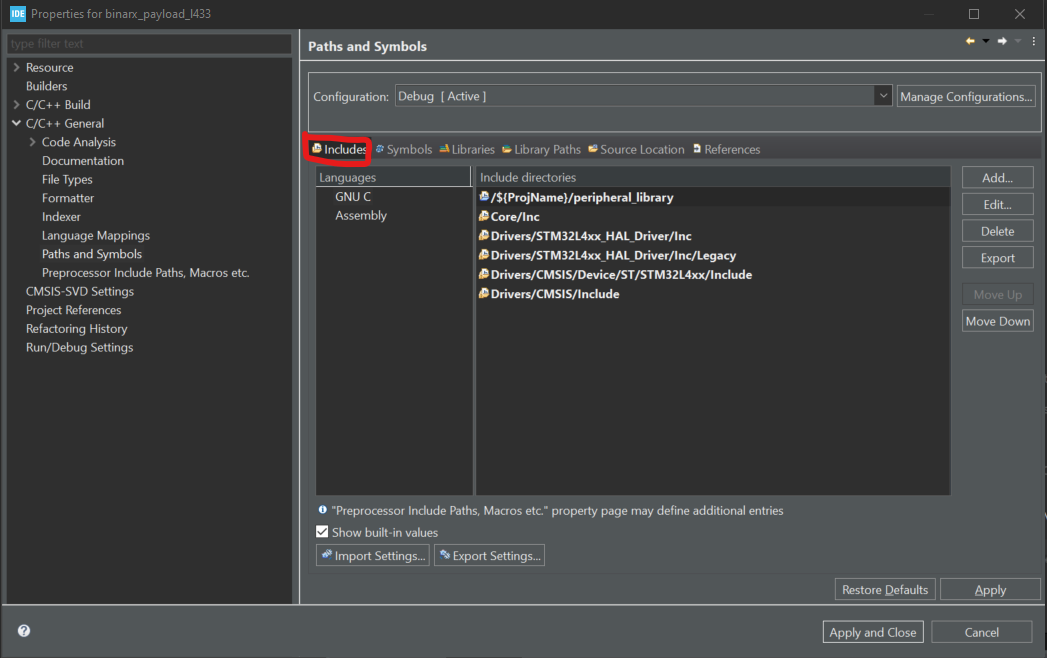 IDE Properties for binarx_payload_l433
type filter text
Resource
Builders
C/C++ Build
C/C++ General
Code Analysis
Documentation
File Types
Formatter
Indexer
Language Mappings
Paths and Symbols
Preprocessor Include Paths, Macros etc.
CMSIS-SVD Settings
Project References
Refactoring History
Run/Debug Settings
Paths and Symbols
Configuration: Debug [ Active ] Manage Configurations...
Includes Symbols Libraries Library Paths Source Location References
Languages
GNU C
Assembly
Include directories
/${ProjName}/peripheral_library
Core/Inc
Drivers/STM32L4xx_HAL_Driver/Inc
Drivers/STM32L4xx_HAL_Driver/Inc/Legacy
Drivers/CMSIS/Device/ST/STM32L4xx/Include
Drivers/CMSIS/Include
Add...
Edit...
Delete
Export
Move Up
Move Down
"Preprocessor Include Paths, Macros etc." property page may define additional entries
Show built-in values
Import Settings... Export Settings...
Restore Defaults Apply
Apply and Close Cancel